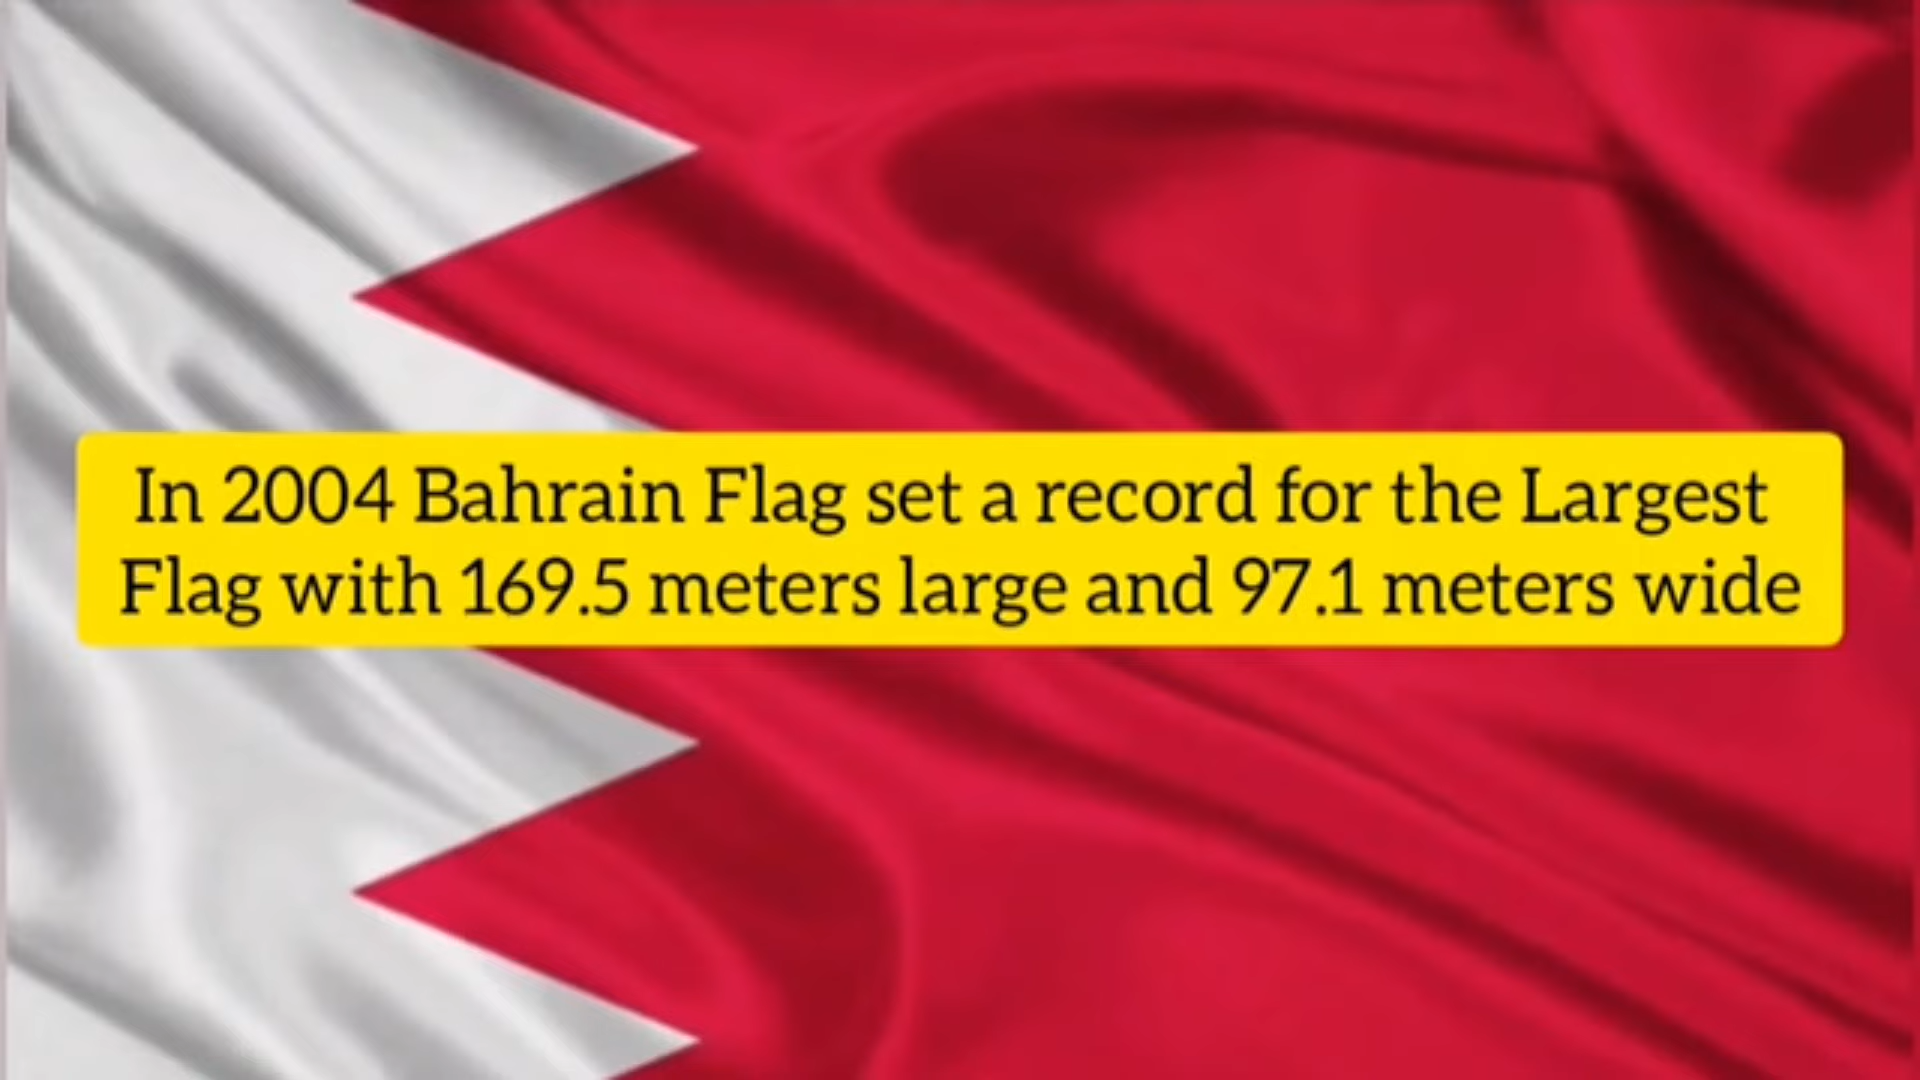 In 2004 Bahrain Flag set a record for the Largest
Flag with 169.5 meters large and 97.1 meters wide